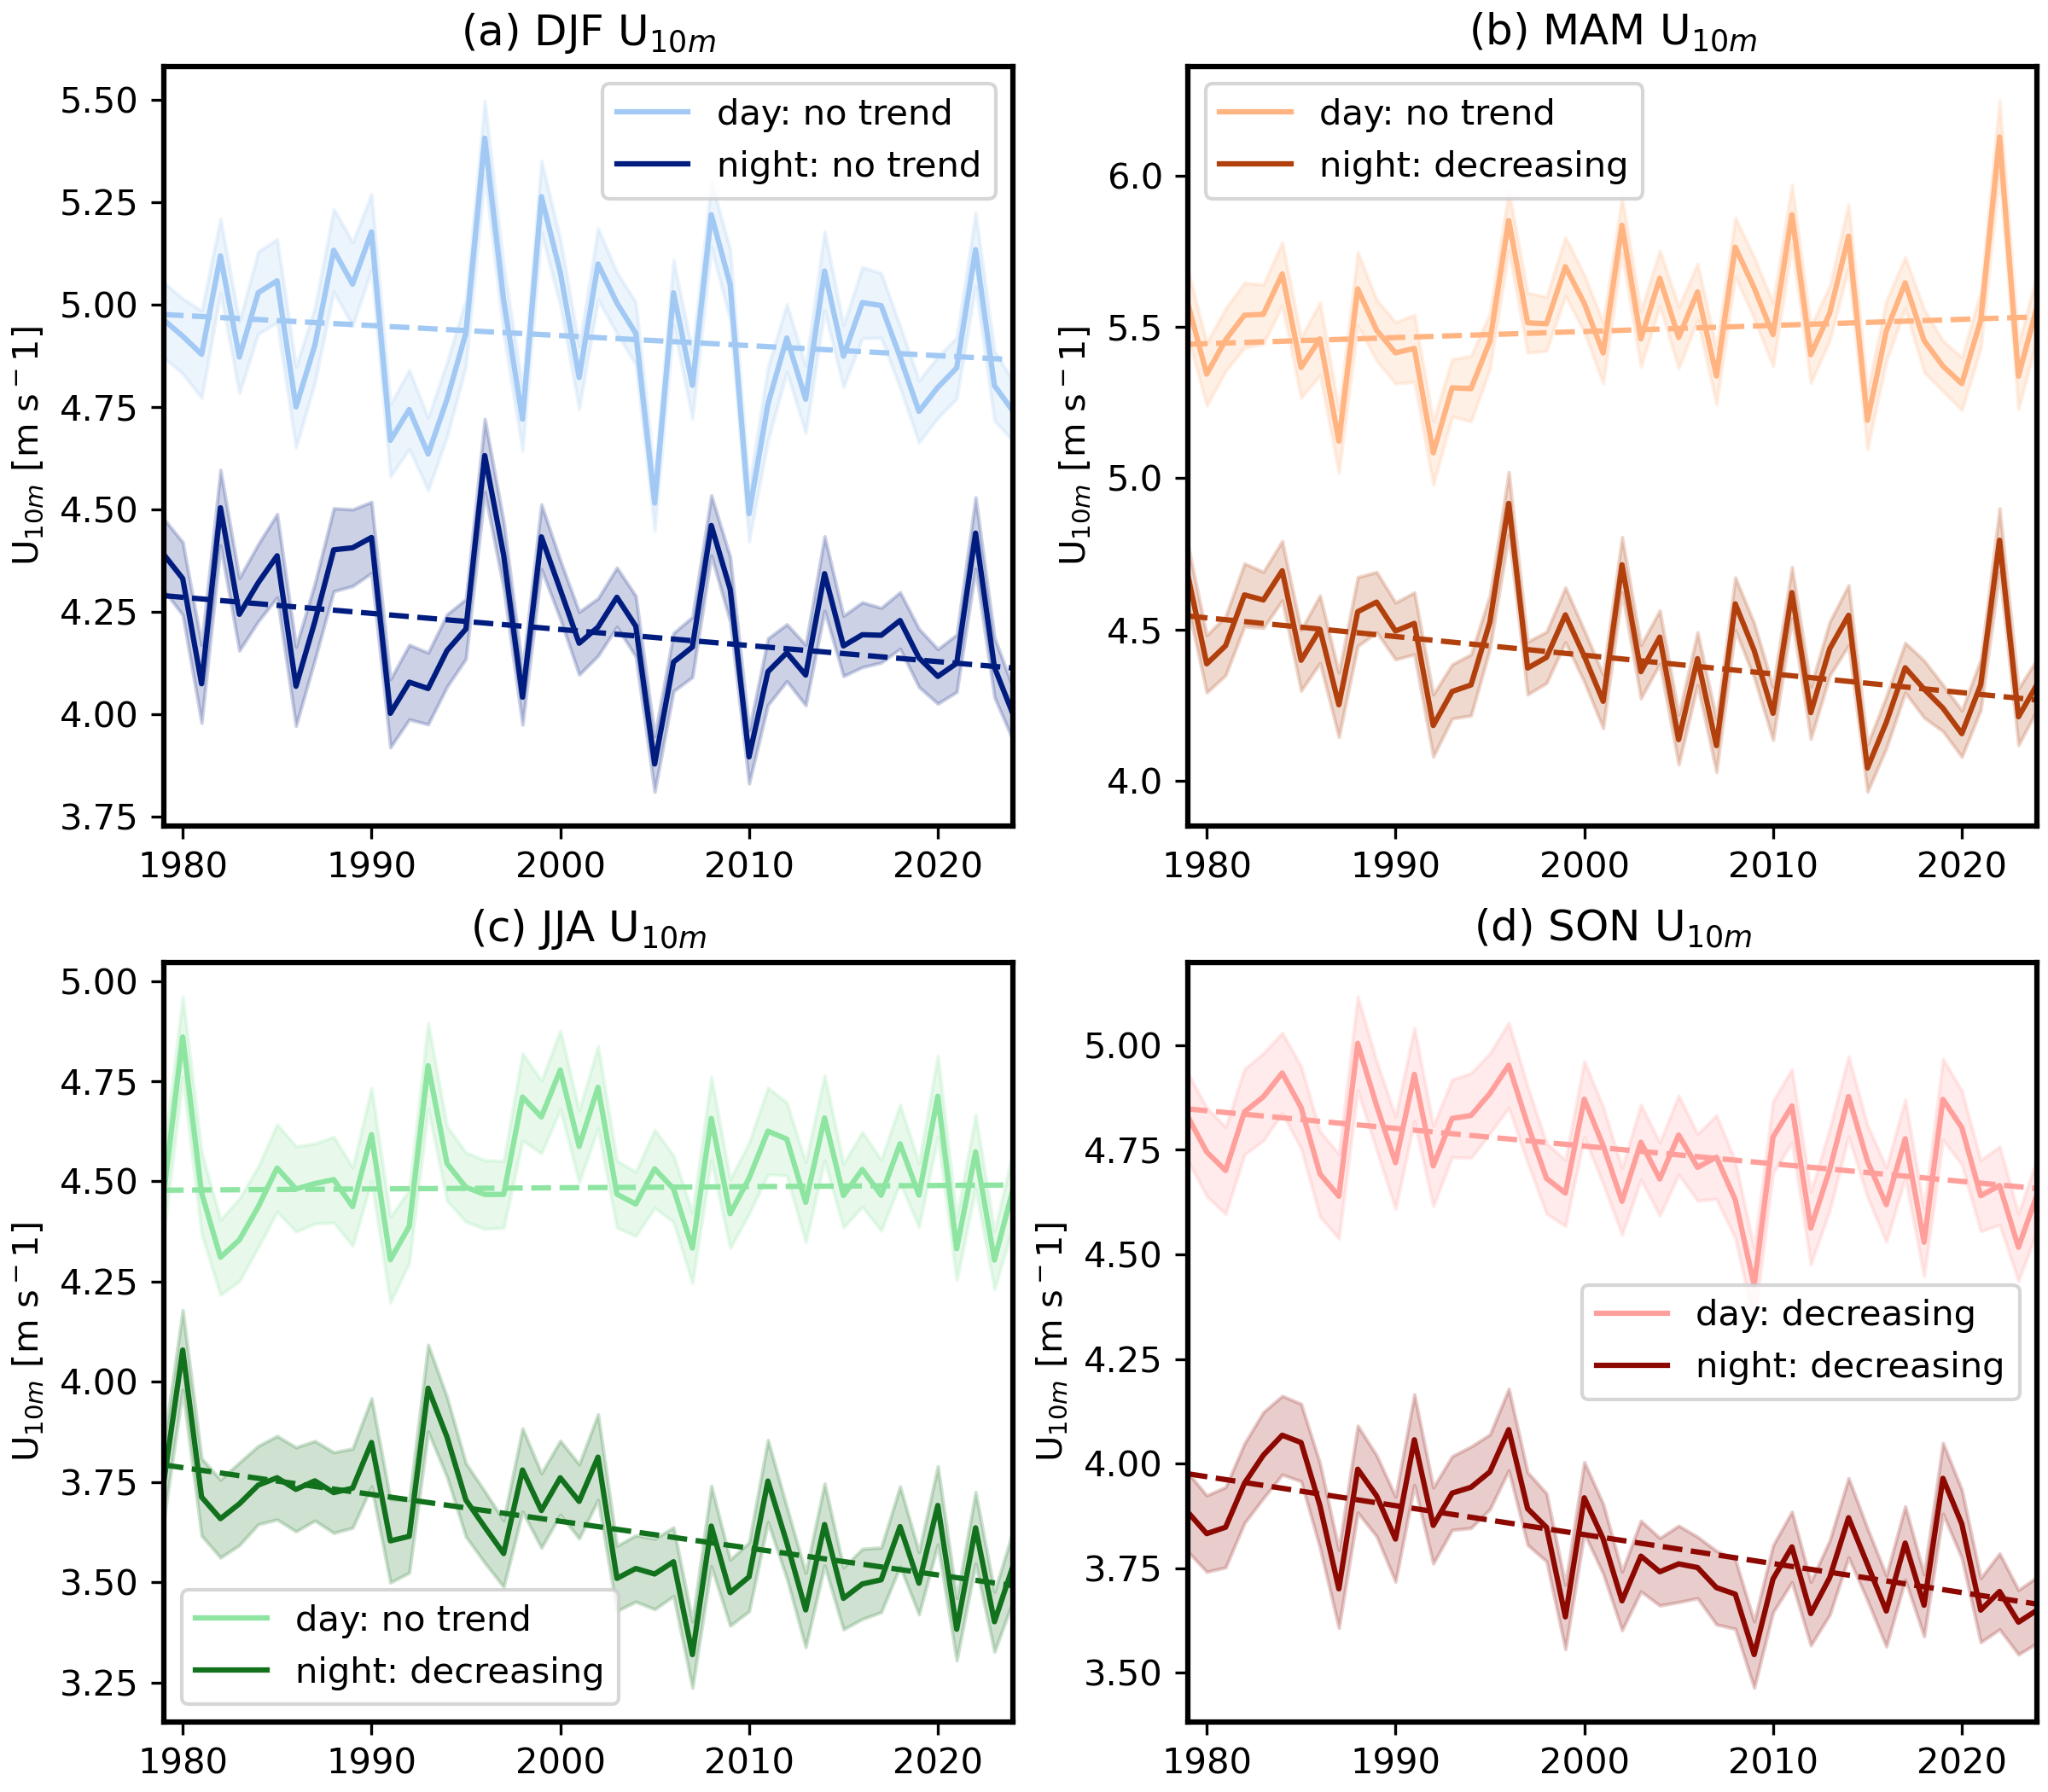 (a) DJF U10m
5.50
5.25
5.00
4.75
4.50
4.25
4.00
3.75
U10m [m s−1]
day: no trend
night: no trend
1980 1990 2000 2010 2020
(b) MAM U10m
6.0
5.5
5.0
4.5
4.0
U10m [m s−1]
day: no trend
night: decreasing
1980 1990 2000 2010 2020
(c) JJA U10m
5.00
4.75
4.50
4.25
4.00
3.75
3.50
3.25
U10m [m s−1]
day: no trend
night: decreasing
1980 1990 2000 2010 2020
(d) SON U10m
5.00
4.75
4.50
4.25
4.00
3.75
3.50
U10m [m s−1]
day: decreasing
night: decreasing
1980 1990 2000 2010 2020